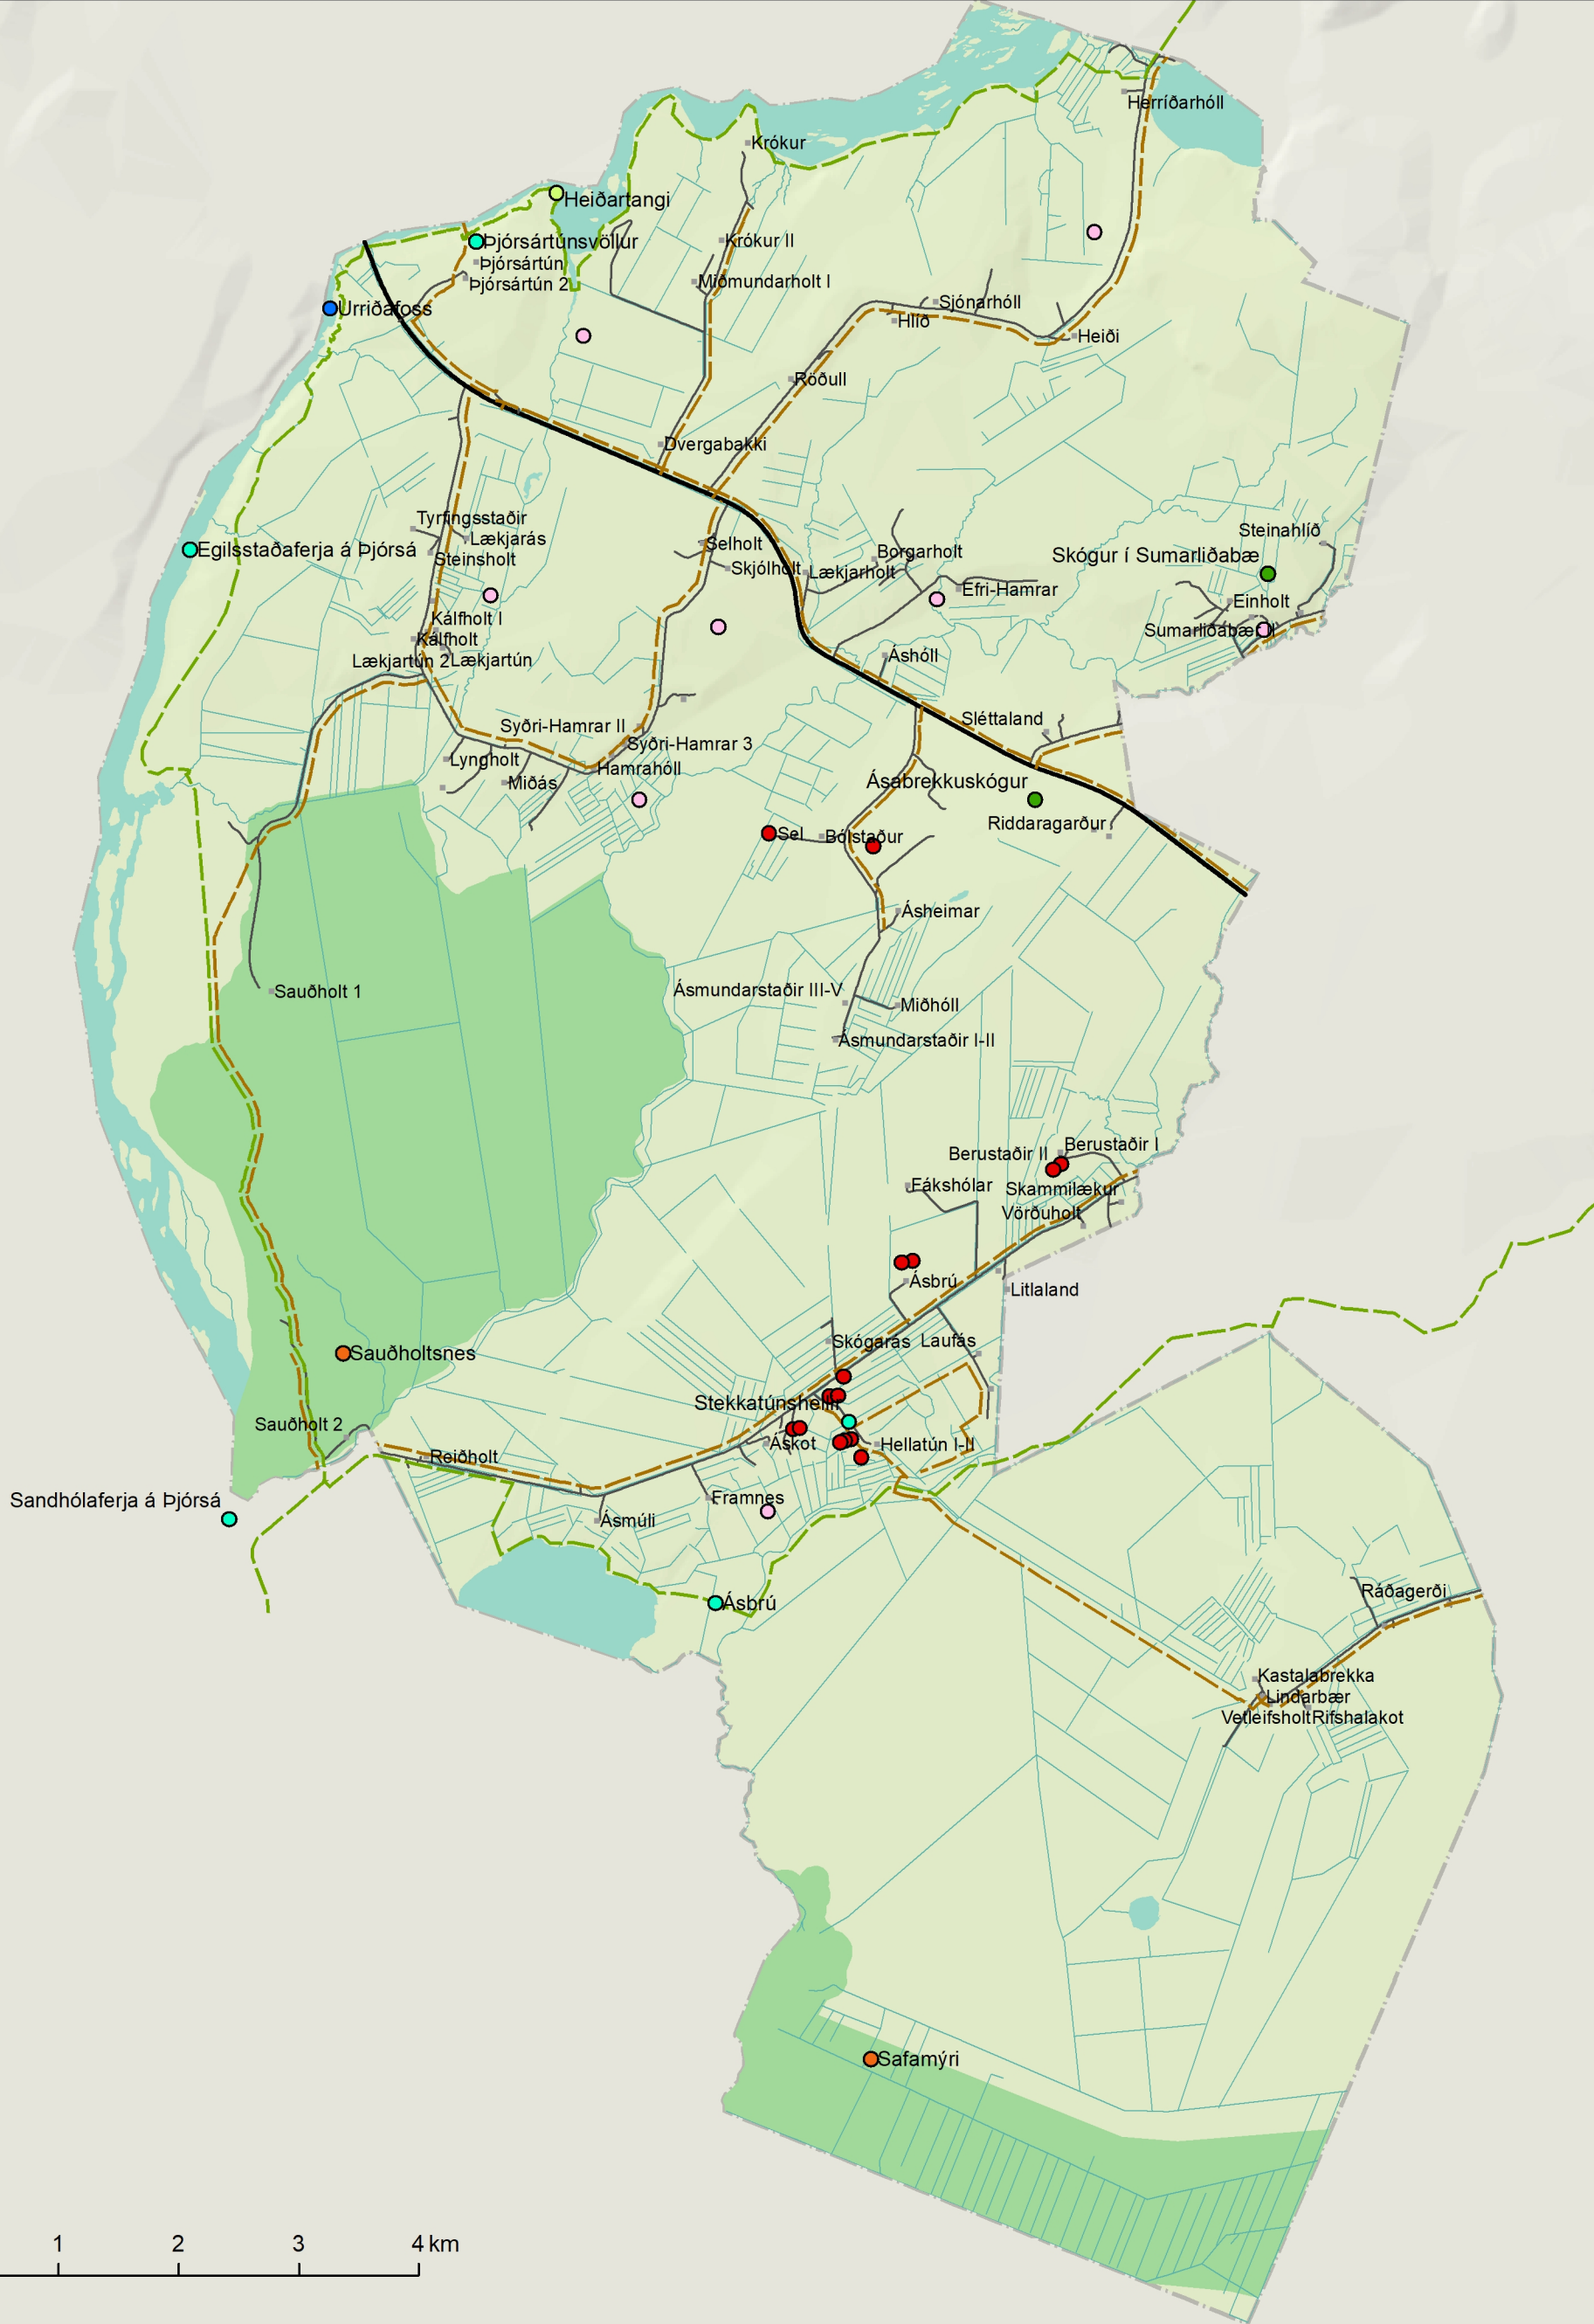 Herríðarhóll
Krókur
Heiðartangi
Krókur II
Þjórsártúnsvöllur
Þjórsártún
Þjórsártún 2
Miðmundarholt I
Sjónarhóll
Urriðafoss
Hlíð
Heiði
Röðull
Dvergabakki
Tyrfingsstaðir
Lækjarás
Steinahlíð
Selholt
Egilsstaðaferja á Þjórsá
Borgarholt
Skógur í Sumarliðabæ
Steinsholt
Skjólholt
Lækjarholt
Efri-Hamrar
Einholt
Kálfholt I
Sumarliðabær I
Kálfholt
Lækjartún 2
Lækjartún
Áshóll
Sléttaland
Syðri-Hamrar II
Syðri-Hamrar 3
Lyngholt
Hamrahóll
Miðás
Ásabrekkuskógur
Riddaragarður
Sel
Bólstaður
Ásheimar
Sauðholt 1
Ásmundarstaðir III-V
Miðhóll
Ásmundarstaðir I-II
Berustaðir I
Berustaðir II
Fákshólar
Skammilækur
Vörðuholt
Ásbrú
Litlaland
Skógarás
Laufás
Sauðholtsnes
Stekkatúnshellir
Sauðholt 2
Áskot
Hellatún I-II
Reiðholt
Framnes
Sandhólaferja á Þjórsá
Ásmúli
Ásbrú
Ráðagerði
Kastalabrekka
Lindarbær
Vetleifsholt
Rifshalakot
Safamýri
1 2 3 4 km